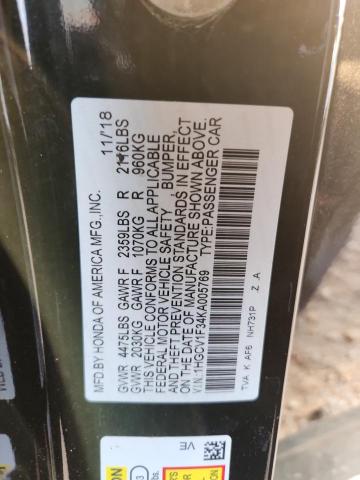 MFD.BY HONDA OF AMERICA MFG.,INC. 11/'18
GVWR 4475LBS GAWR F 2359LBS R 2116LBS
GVWR 2030KG GAWR F 1070KG R 960KG
THIS VEHICLE CONFORMS TO ALL APPLICABLE
FEDERAL MOTOR VEHICLE SAFETY, BUMPER,
AND THEFT PREVENTION STANDARDS IN EFFECT
ON THE DATE OF MANUFACTURE SHOWN ABOVE.
V.I.N:1HGCV1F34KA005769 TYPE:PASSENGER CAR
TVA K AF6 NH731P Z A
VE